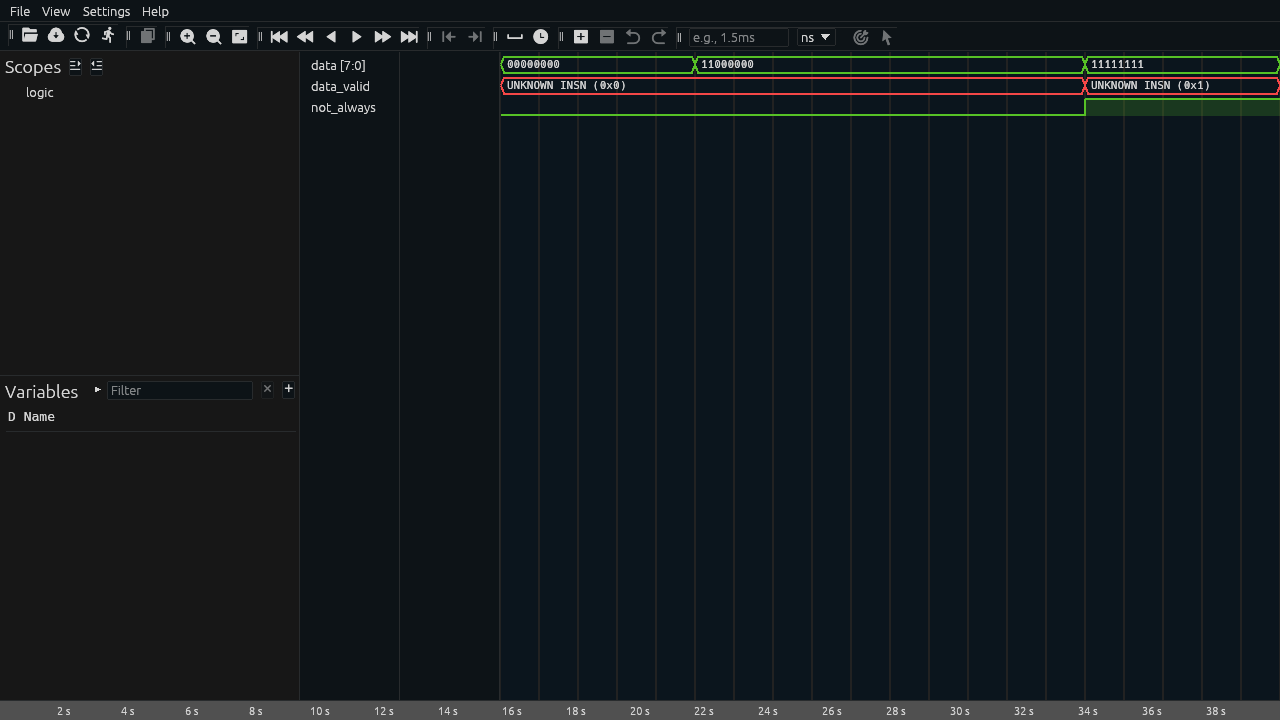 File View Settings Help
e.g., 1.5ms ns
Scopes
logic
data [7:0]
data_valid
not_always
00000000 11000000 11111111
UNKNOWN INSN (0x0) UNKNOWN INSN (0x1)
Variables Filter
D Name
2 s 4 s 6 s 8 s 10 s 12 s 14 s 16 s 18 s 20 s 22 s 24 s 26 s 28 s 30 s 32 s 34 s 36 s 38 s